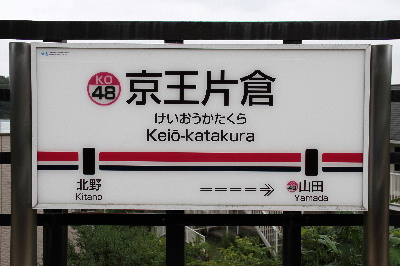 KO
48
京王片倉
けいおうかたくら
Keiō-katakura
北野
Kitano
山田
Yamada